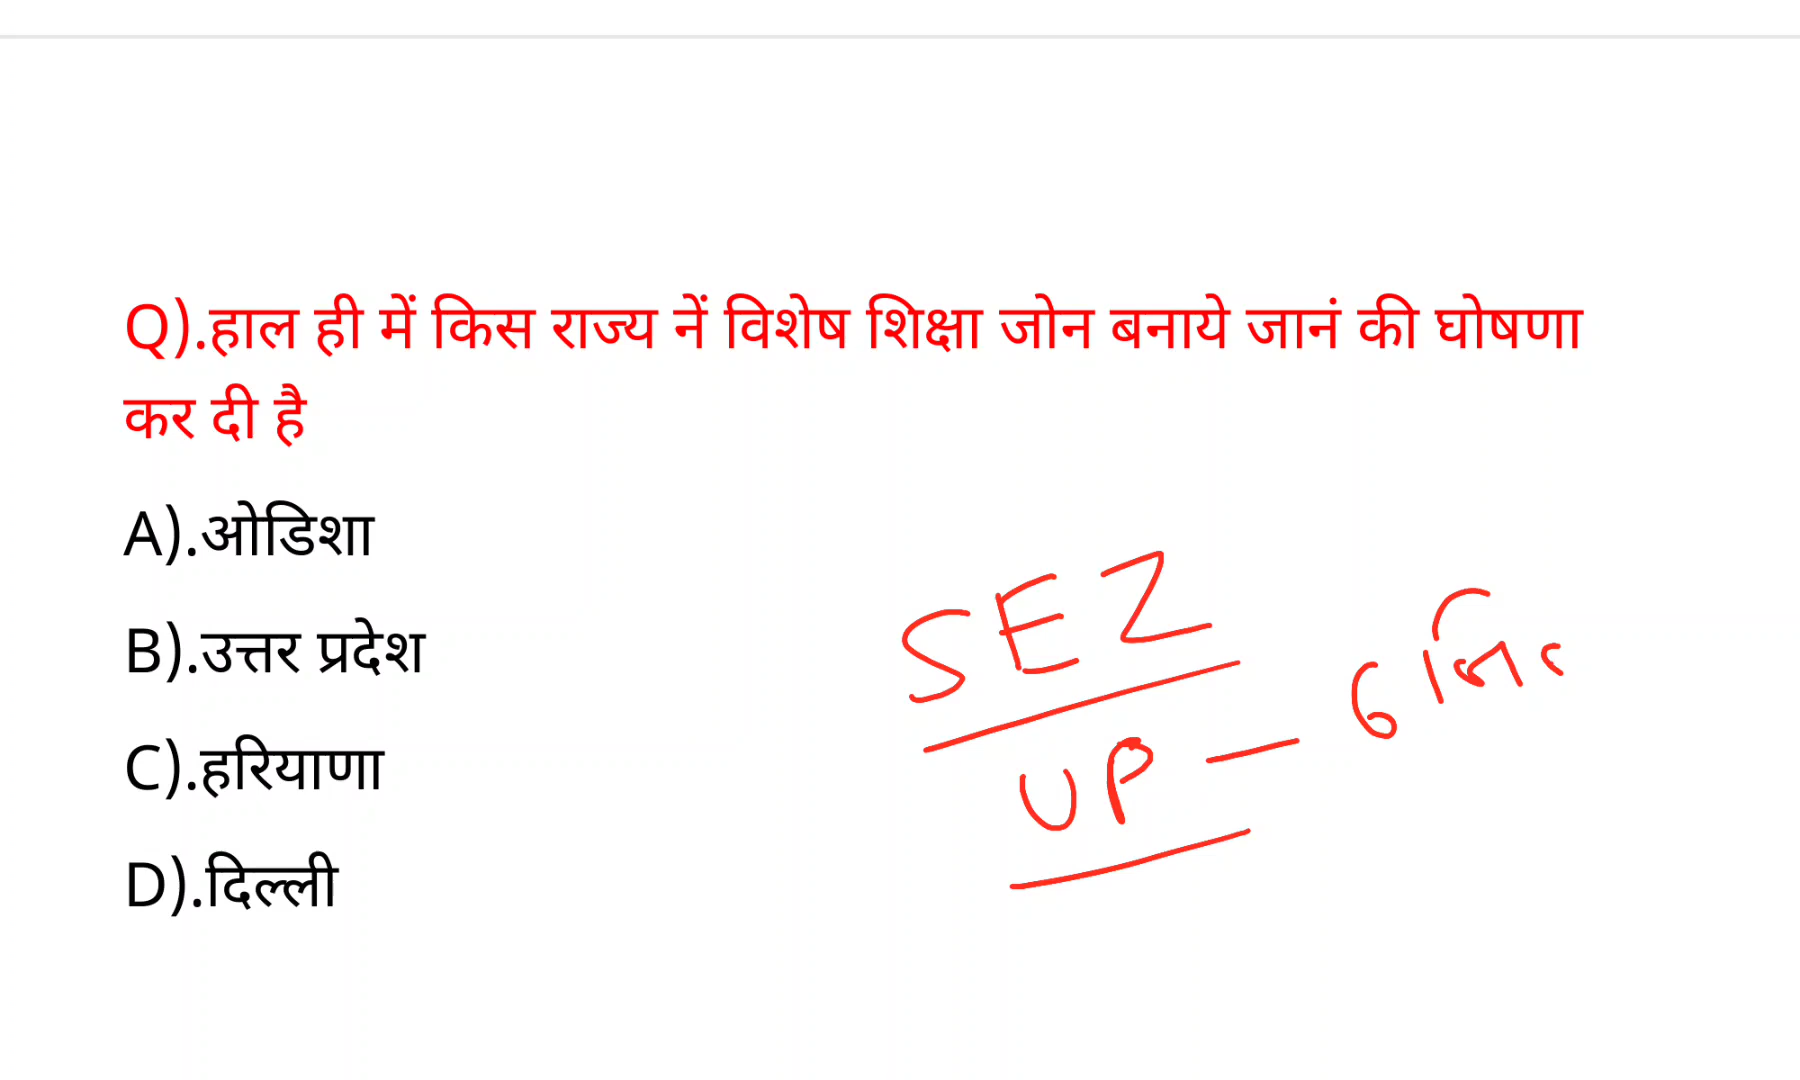 Q).हाल ही में किस राज्य नें विशेष शिक्षा जोन बनाये जानं की घोषणा
कर दी है
A).ओडिशा
B).उत्तर प्रदेश
C).हरियाणा
D).दिल्ली
SEZ
UP — 6